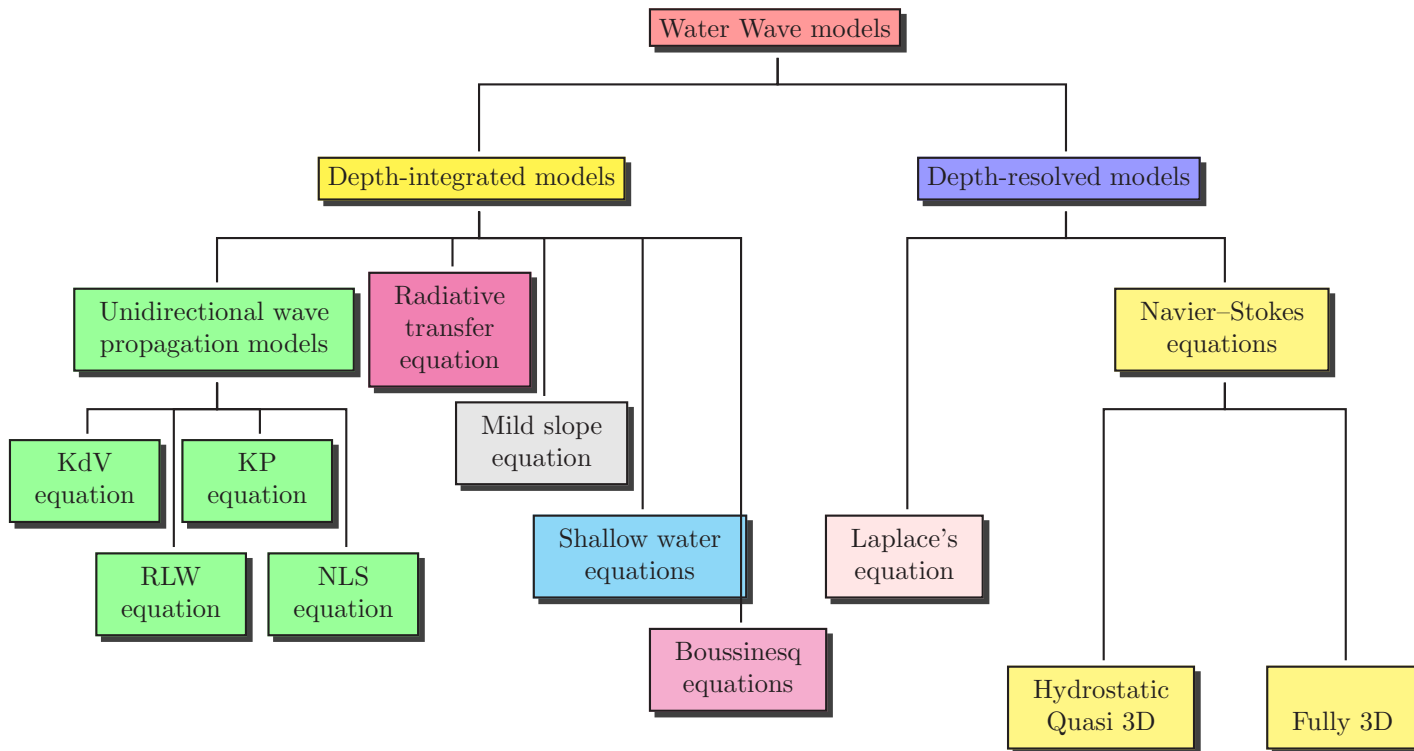 Water Wave models
Depth-integrated models
Depth-resolved models
Unidirectional wave
propagation models
Radiative
transfer
equation
Navier–Stokes
equations
Mild slope
equation
KdV
equation
KP
equation
RLW
equation
NLS
equation
Shallow water
equations
Laplace's
equation
Boussinesq
equations
Hydrostatic
Quasi 3D
Fully 3D